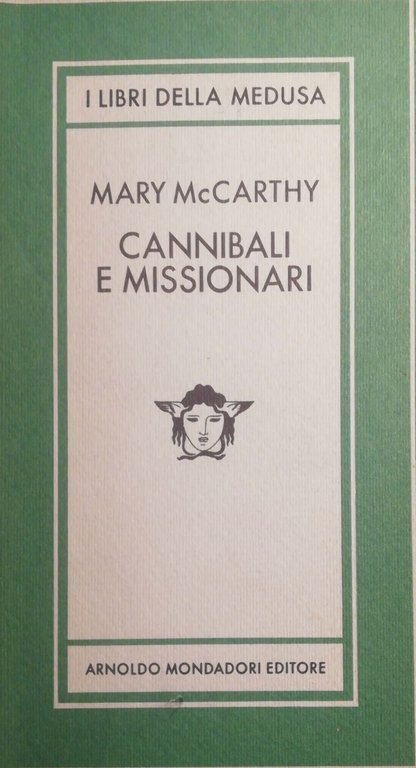 I LIBRI DELLA MEDUSA
MARY McCARTHY
CANNIBALI
E MISSIONARI
ARNOLDO MONDADORI EDITORE